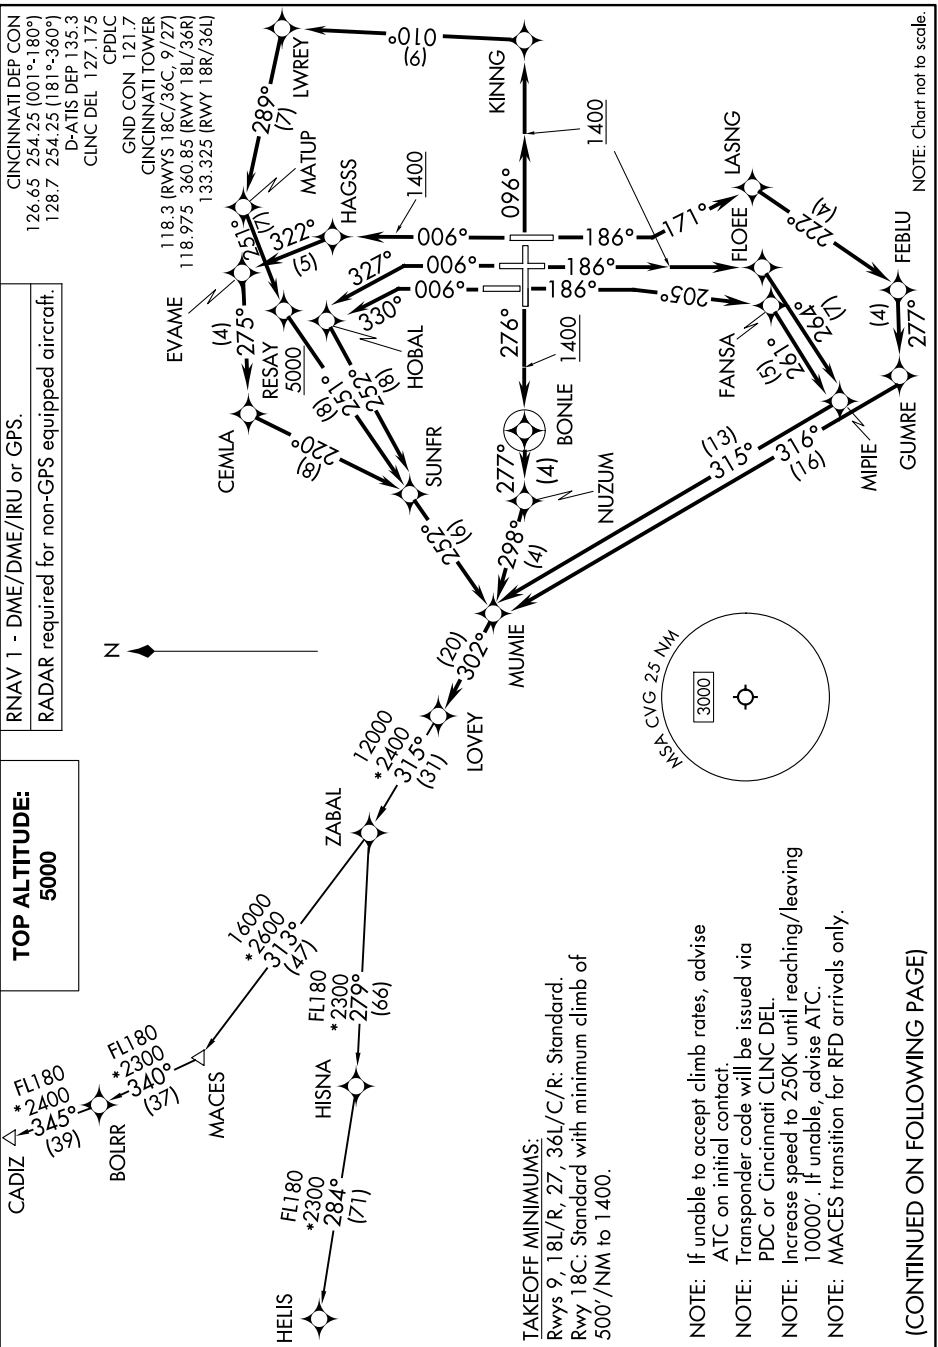 CINCINNATI DEP CON
126.65 254.25 (001°-180°)
128.7 254.25 (181°-360°)
D-ATIS DEP 135.3
CLNC DEL 127.175
CPDLC
GND CON 121.7
CINCINNATI TOWER
118.3 (RWYS 18C/36C, 9/27)
118.975 360.85 (RWY 18L/36R)
133.325 (RWY 18R/36L)
RNAV 1 - DME/DME/IRU or GPS.
RADAR required for non-GPS equipped aircraft.
TOP ALTITUDE:
5000
CADIZ
FL180
*2400
345°
(39)
BOLRR
FL180
*2300
340°
(37)
MACES
16000
*2600
313°
(47)
ZABAL
FL180
*2300
279°
(66)
HISNA
FL180
*2300
284°
(71)
HELIS
12000
*2400
315°
(31)
LOVEY
(20)
302°
MUMIE
N
EVAME
(4)
275°
CEMLA
220°
(8)
RESAY
5000
251°
(8)
252°
(8)
HOBAL
SUNFR
252°
(9)
LWREY
289°
(7)
MATUP
251°
(7)
322°
(5)
HAGSS
1400
010°
(9)
KINNG
096°
1400
006°
006°
006°
327°
330°
276°
1400
BONLE
277°
(4)
NUZUM
298°
(4)
186°
186°
186°
171°
205°
LASNG
222°
(4)
FLOEE
FEBLU
(4)
277°
GUMRE
FANSA
264°
(7)
261°
(5)
MIPIE
(13)
315°
316°
(16)
MSA CVG 25 NM
3000
NOTE: Chart not to scale.
TAKEOFF MINIMUMS:
Rwys 9, 18L/R, 27, 36L/C/R: Standard.
Rwy 18C: Standard with minimum climb of
500'/NM to 1400.
NOTE: If unable to accept climb rates, advise
ATC on initial contact.
NOTE: Transponder code will be issued via
PDC or Cincinnati CLNC DEL.
NOTE: Increase speed to 250K until reaching/leaving
10000'. If unable, advise ATC.
NOTE: MACES transition for RFD arrivals only.
(CONTINUED ON FOLLOWING PAGE)